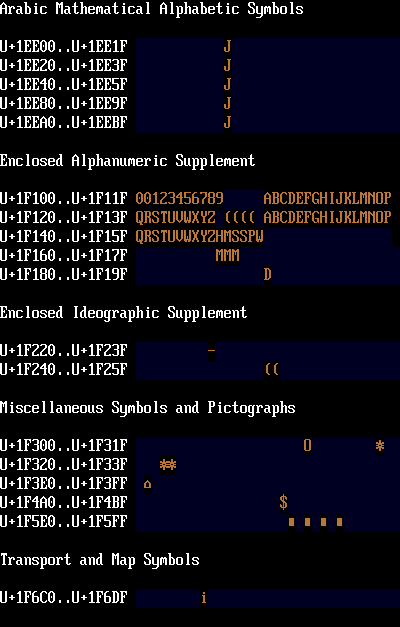 Arabic Mathematical Alphabetic Symbols
U+1EE00..U+1EE1F J
U+1EE20..U+1EE3F J
U+1EE40..U+1EE5F J
U+1EE80..U+1EE9F J
U+1EEA0..U+1EEBF J
Enclosed Alphanumeric Supplement
U+1F100..U+1F11F 00123456789 ABCDEFGHIJKLMNOP
U+1F120..U+1F13F QRSTUVWXYZ (((( ABCDEFGHIJKLMNOP
U+1F140..U+1F15F QRSTUVWXYZHMSSPW
U+1F160..U+1F17F MMM
U+1F180..U+1F19F D
Enclosed Ideographic Supplement
U+1F220..U+1F23F −
U+1F240..U+1F25F ((
Miscellaneous Symbols and Pictographs
U+1F300..U+1F31F O *
U+1F320..U+1F33F **
U+1F3E0..U+1F3FF ⌂
U+1F4A0..U+1F4BF $
U+1F5E0..U+1F5FF ▪ ▪ ▪ ▪
Transport and Map Symbols
U+1F6C0..U+1F6DF i